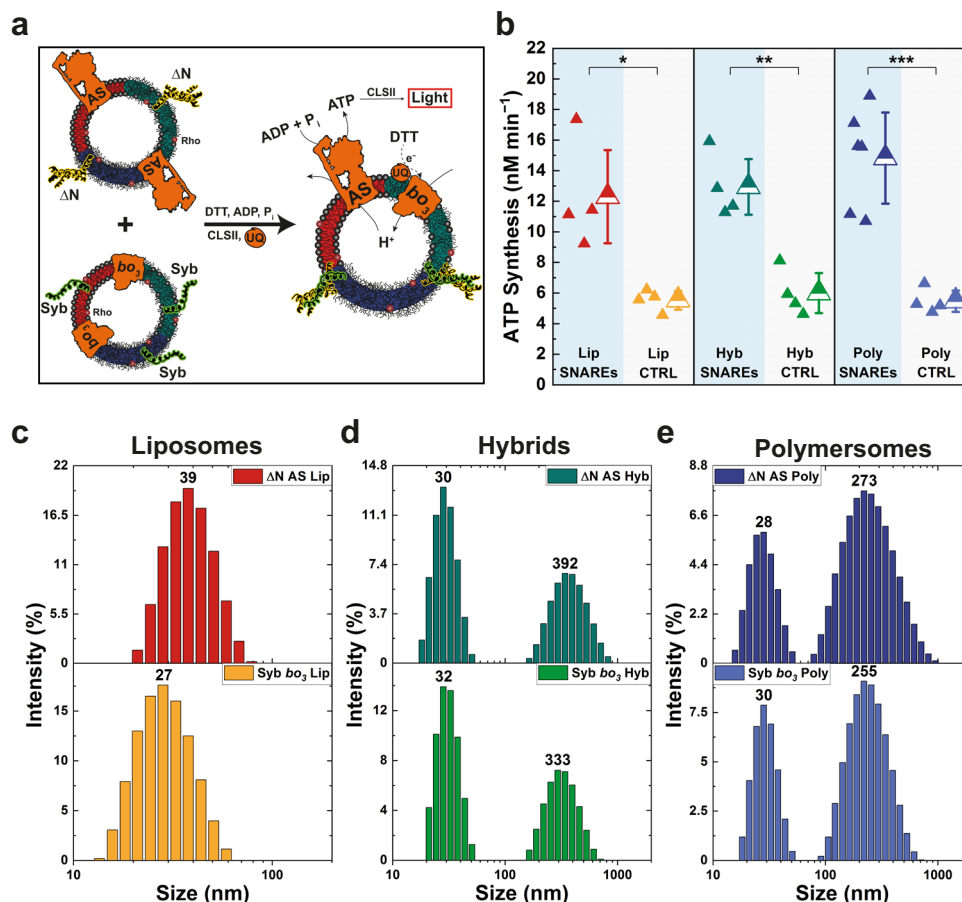 a
ΔN
AS
Rho
AS
ΔN
+
bo3
Syb
Syb
Rho
bo3
Syb
DTT, ADP, Pi
CLSII, UQ
ADP + Pi
ATP
CLSII
Light
DTT
e-
UQ
AS
bo3
H+
b
ATP Synthesis (nM min−1)
22
20
18
16
14
12
10
8
6
4
2
0
*
**
***
Lip SNAREs
Lip CTRL
Hyb SNAREs
Hyb CTRL
Poly SNAREs
Poly CTRL
c
Liposomes
Intensity (%)
22
16.5
11
5.5
0
ΔN AS Lip
39
15
10
5
0
Syb bo3 Lip
27
10
100
Size (nm)
d
Hybrids
Intensity (%)
14.8
11.1
7.4
3.7
0
ΔN AS Hyb
30
392
12
8
4
0
Syb bo3 Hyb
32
333
10
100
1000
Size (nm)
e
Polymersomes
Intensity (%)
8.8
6.6
4.4
2.2
0
ΔN AS Poly
28
273
7.5
5.0
2.5
0
Syb bo3 Poly
30
255
10
100
1000
Size (nm)